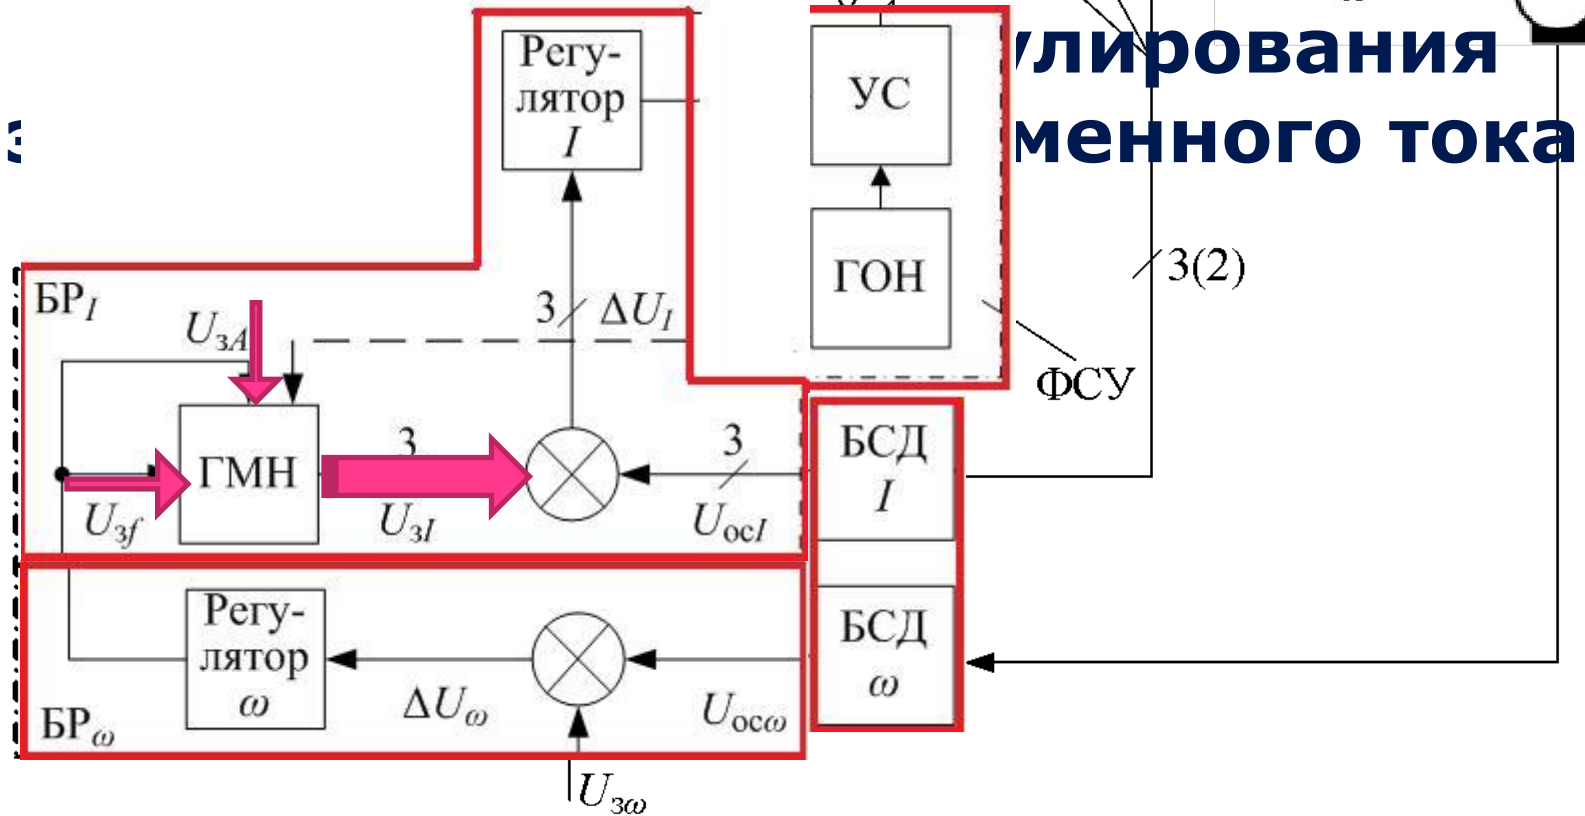 улирования
менного тока
Регу-
лятор
I
УС
ГОН
ФСУ
3(2)
БР_I
U_зА
3
ΔU_I
ГМН
3
3
U_зf
U_зI
U_осI
БСД
I
Регу-
лятор
ω
БСД
ω
ΔU_ω
U_осω
БР_ω
U_зω